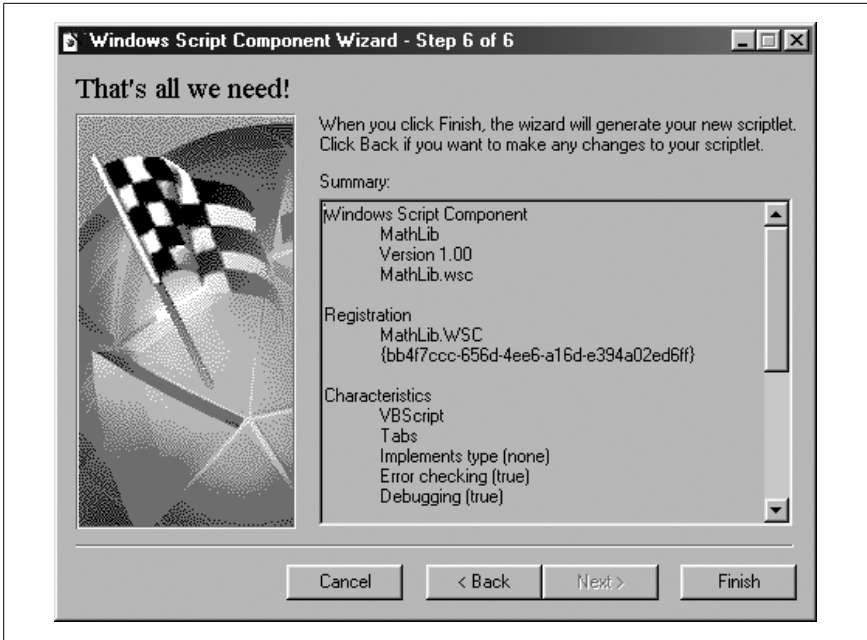 Windows Script Component Wizard - Step 6 of 6
That's all we need!
When you click Finish, the wizard will generate your new scriptlet.
Click Back if you want to make any changes to your scriptlet.
Summary:
Windows Script Component
MathLib
Version 1.00
MathLib.wsc
Registration
MathLib.WSC
{bb4f7ccc-656d-4ee6-a16d-e394a02ed6ff}
Characteristics
VBScript
Tabs
Implements type (none)
Error checking (true)
Debugging (true)
Cancel
< Back
Next >
Finish